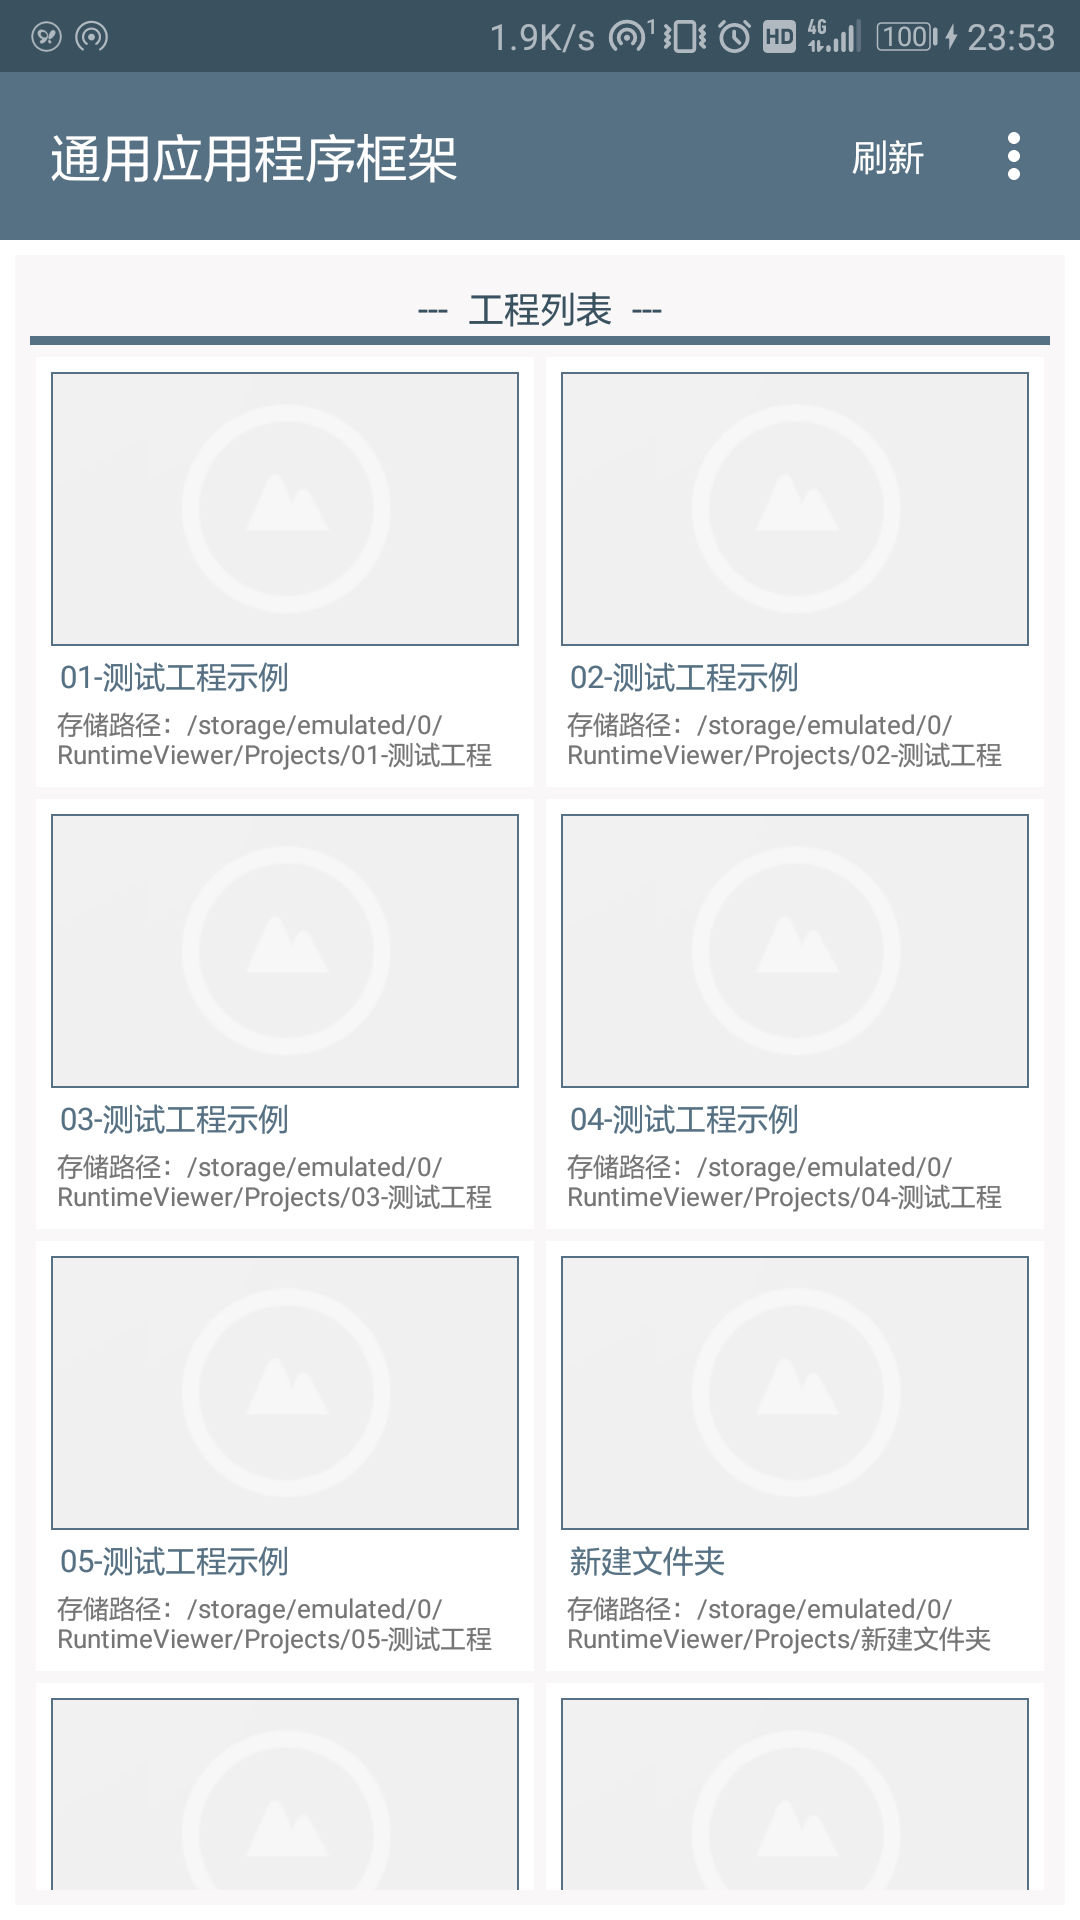 1.9K/s 1 HD 4G 100 23:53
通用应用程序框架 刷新
--- 工程列表 ---
01-测试工程示例 02-测试工程示例
存储路径：/storage/emulated/0/ 存储路径：/storage/emulated/0/
RuntimeViewer/Projects/01-测试工程 RuntimeViewer/Projects/02-测试工程
03-测试工程示例 04-测试工程示例
存储路径：/storage/emulated/0/ 存储路径：/storage/emulated/0/
RuntimeViewer/Projects/03-测试工程 RuntimeViewer/Projects/04-测试工程
05-测试工程示例 新建文件夹
存储路径：/storage/emulated/0/ 存储路径：/storage/emulated/0/
RuntimeViewer/Projects/05-测试工程 RuntimeViewer/Projects/新建文件夹